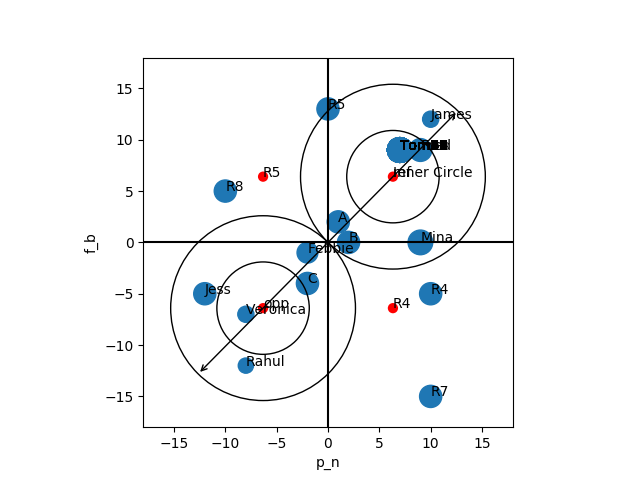 f_b
15
10
5
0
−5
−10
−15
R5
James
Inner Circle
R5
R8
A
B
Mina
Febbie
C
Jess
opp
Veronica
R4
R4
Rahul
R7
−15
−10
−5
0
5
10
15
p_n